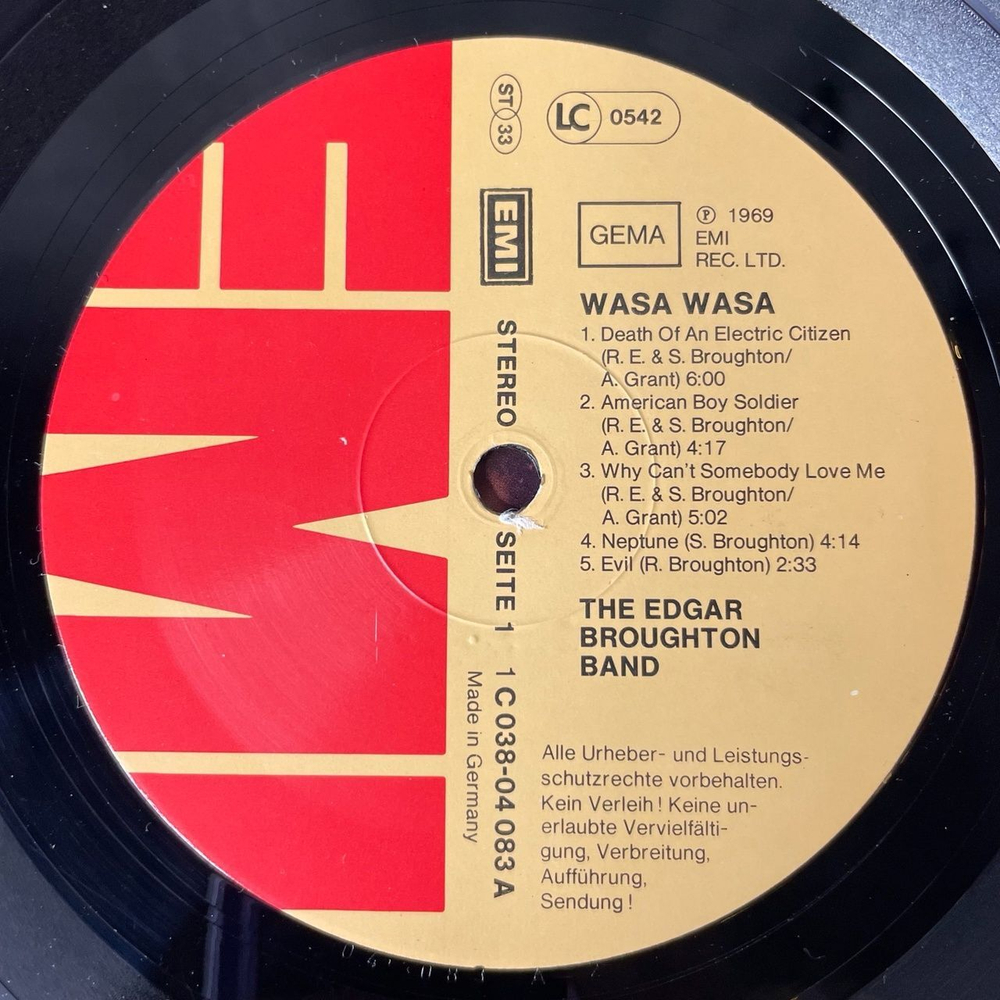 ST 33
LC 0542
EMI
GEMA
℗ 1969
EMI
REC. LTD.
WASA WASA
1. Death Of An Electric Citizen
(R. E. & S. Broughton/
A. Grant) 6:00
2. American Boy Soldier
(R. E. & S. Broughton/
A. Grant) 4:17
3. Why Can't Somebody Love Me
(R. E. & S. Broughton/
A. Grant) 5:02
4. Neptune (S. Broughton) 4:14
5. Evil (R. Broughton) 2:33
THE EDGAR
BROUGHTON
BAND
STEREO SEITE 1 1 C 038-04 083 A
Made in Germany
Alle Urheber- und Leistungs-
schutzrechte vorbehalten.
Kein Verleih! Keine un-
erlaubte Vervielfälti-
gung, Verbreitung,
Aufführung,
Sendung!
EMI